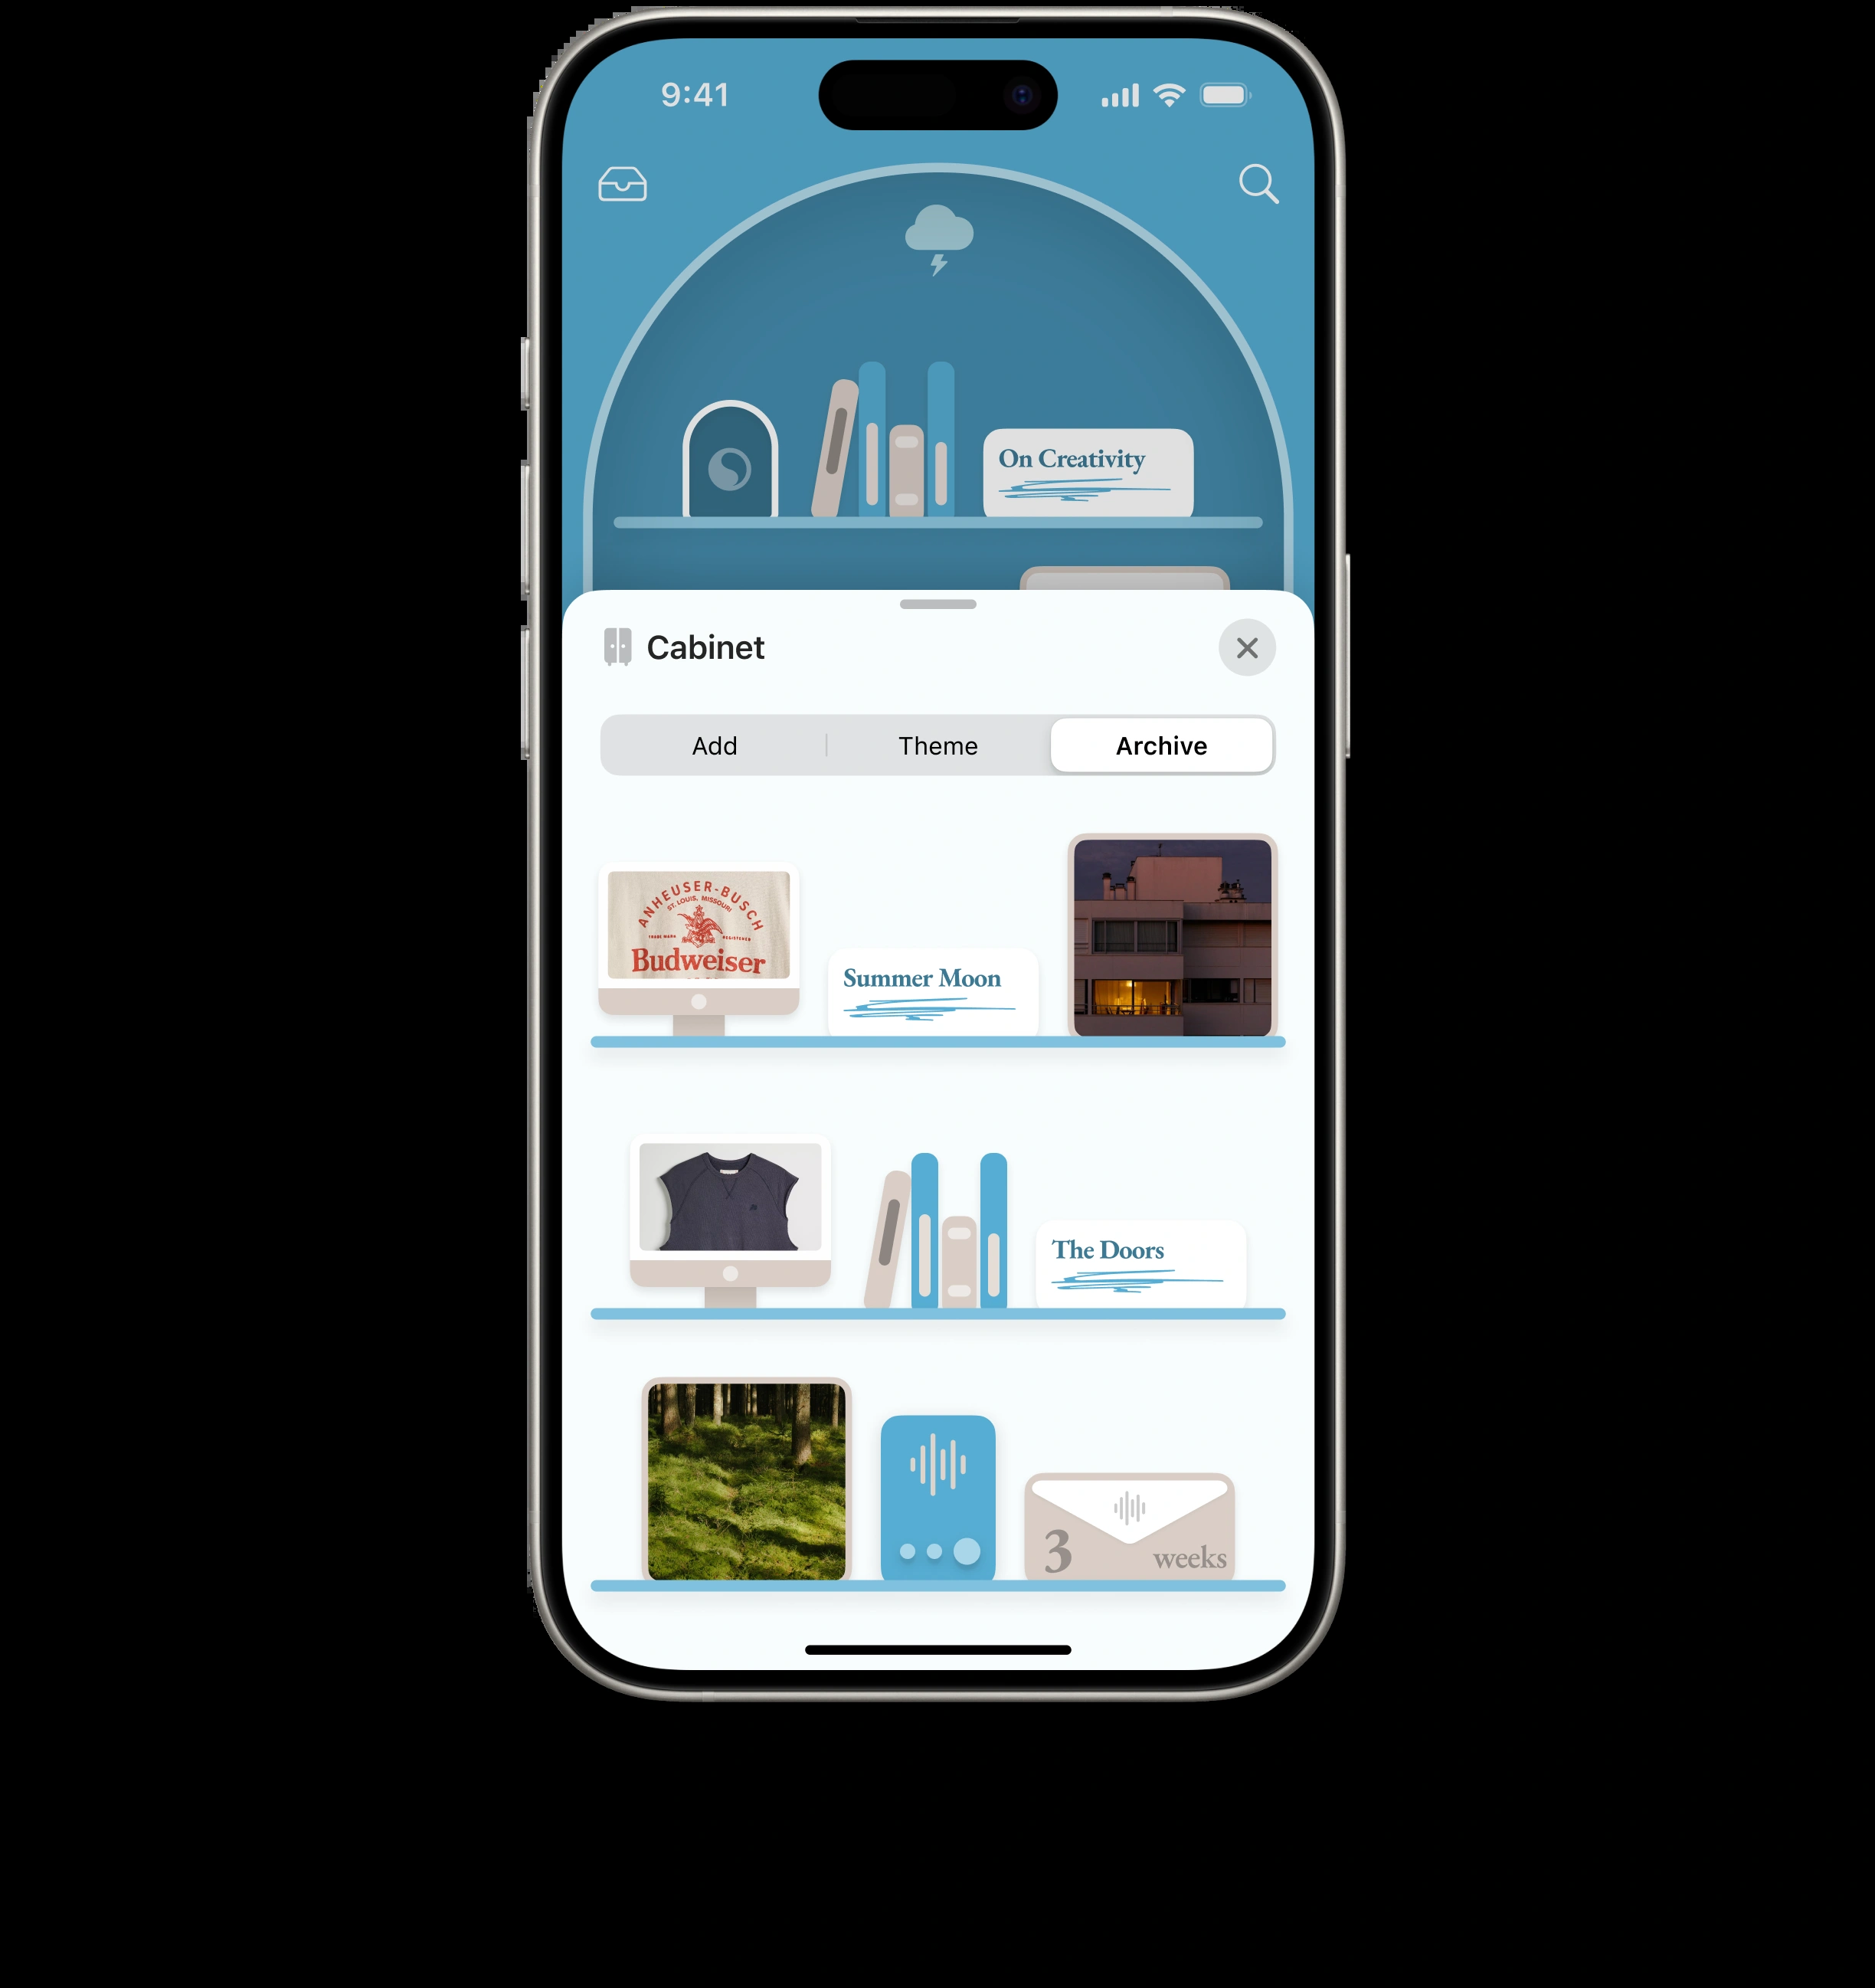 9:41
On Creativity
Cabinet
Add
Theme
Archive
ANHEUSER-BUSCH
ST. LOUIS, MISSOURI
TRADE MARK
REGISTERED
Budweiser
Summer Moon
The Doors
3
weeks